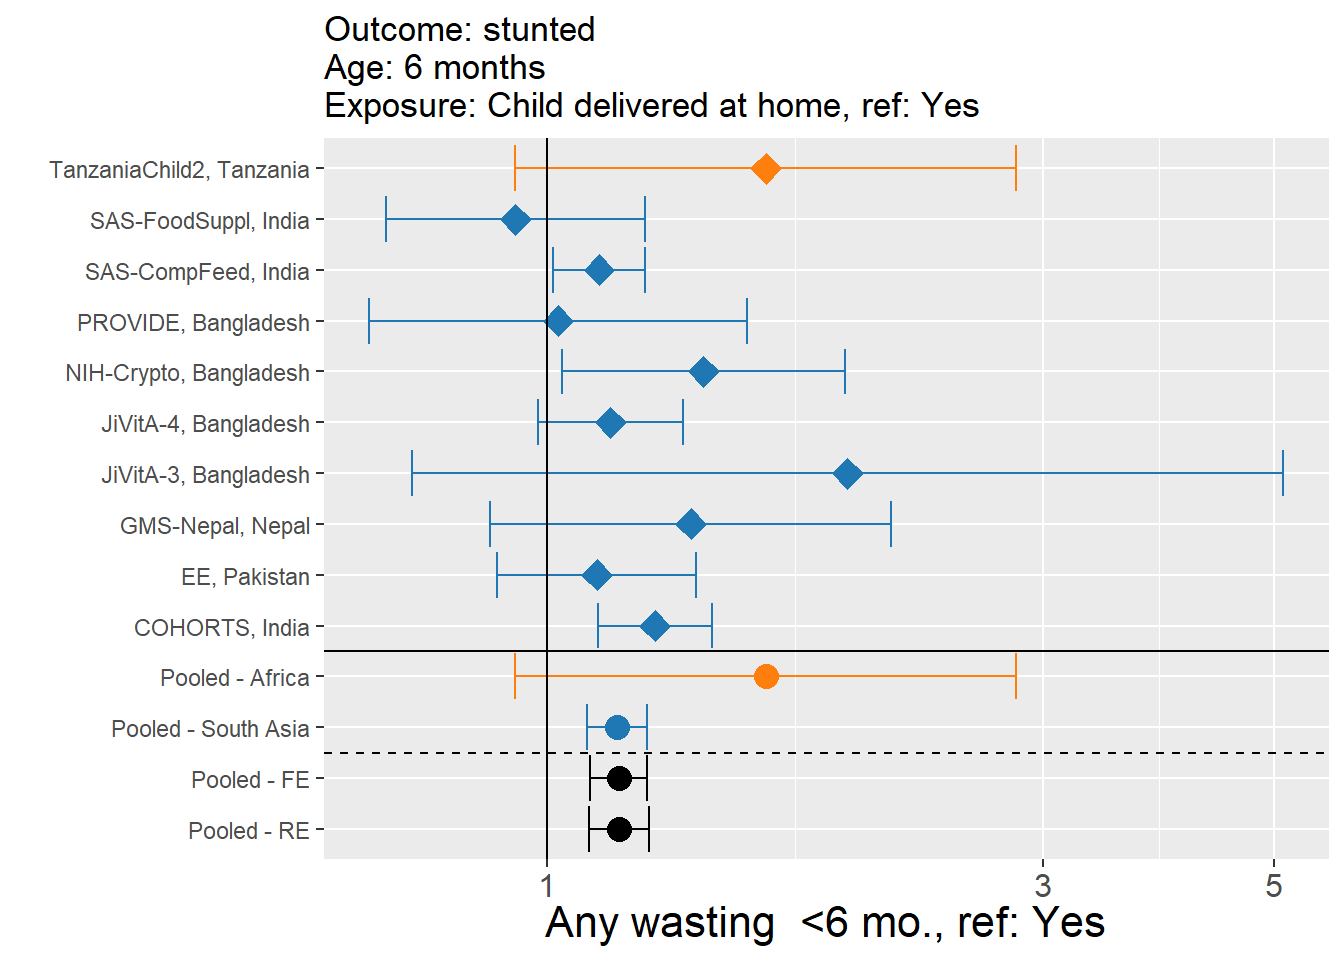 Outcome: stunted
Age: 6 months
Exposure: Child delivered at home, ref: Yes
TanzaniaChild2, Tanzania
SAS-FoodSuppl, India
SAS-CompFeed, India
PROVIDE, Bangladesh
NIH-Crypto, Bangladesh
JiVitA-4, Bangladesh
JiVitA-3, Bangladesh
GMS-Nepal, Nepal
EE, Pakistan
COHORTS, India
Pooled - Africa
Pooled - South Asia
Pooled - FE
Pooled - RE
1 3 5
Any wasting  <6 mo., ref: Yes